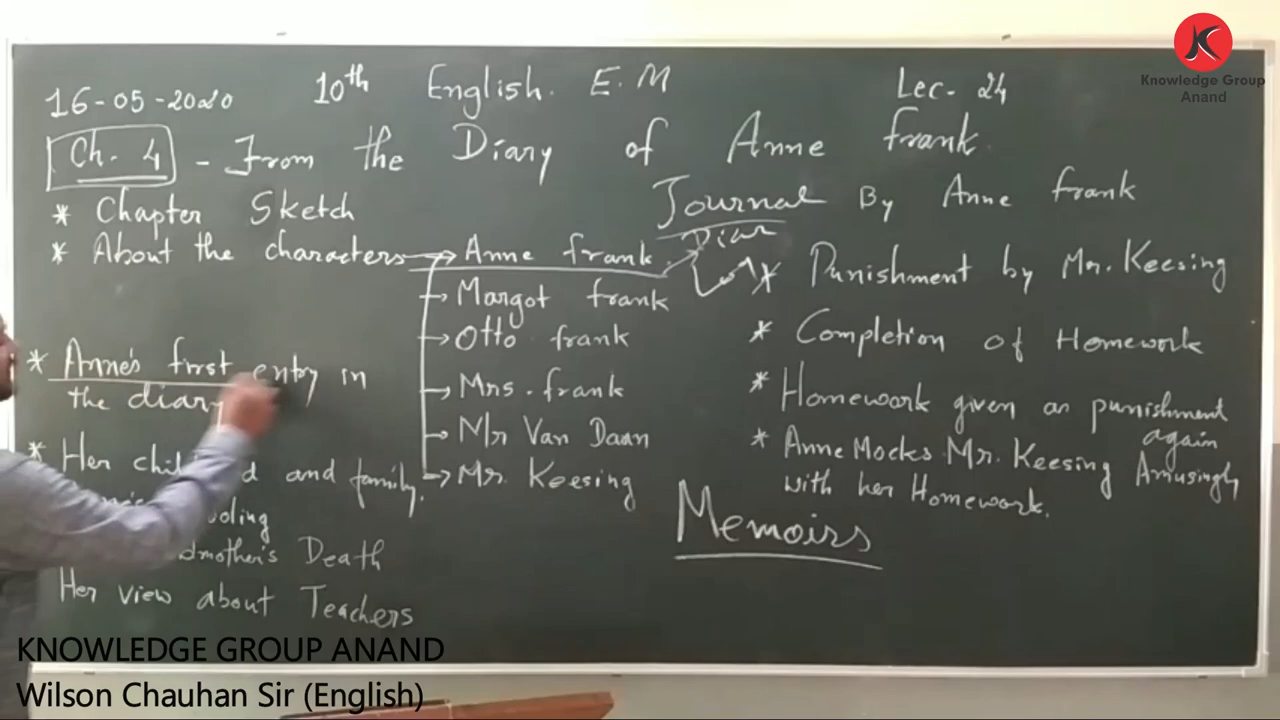 Knowledge Group
Anand
16-05-2020 10th English. E.M Lec- 24
Ch. 4 - From the Diary of Anne Frank.
Journal By Anne Frank
* Chapter Sketch
Diar
* About the characters → Anne Frank.
→ Margot Frank
→ Otto Frank
→ Mrs. Frank
→ Mr Van Daan
→ Mr. Keesing
* Anne's first entry in
the diary
* Her and family.
Death
Her view about Teachers
* Punishment by Mr. Keesing
* Completion of Homework
* Homework given as punishment
again
* Anne Mocks Mr. Keesing Amusingly
with her Homework.
Memoirs
KNOWLEDGE GROUP ANAND
Wilson Chauhan Sir (English)